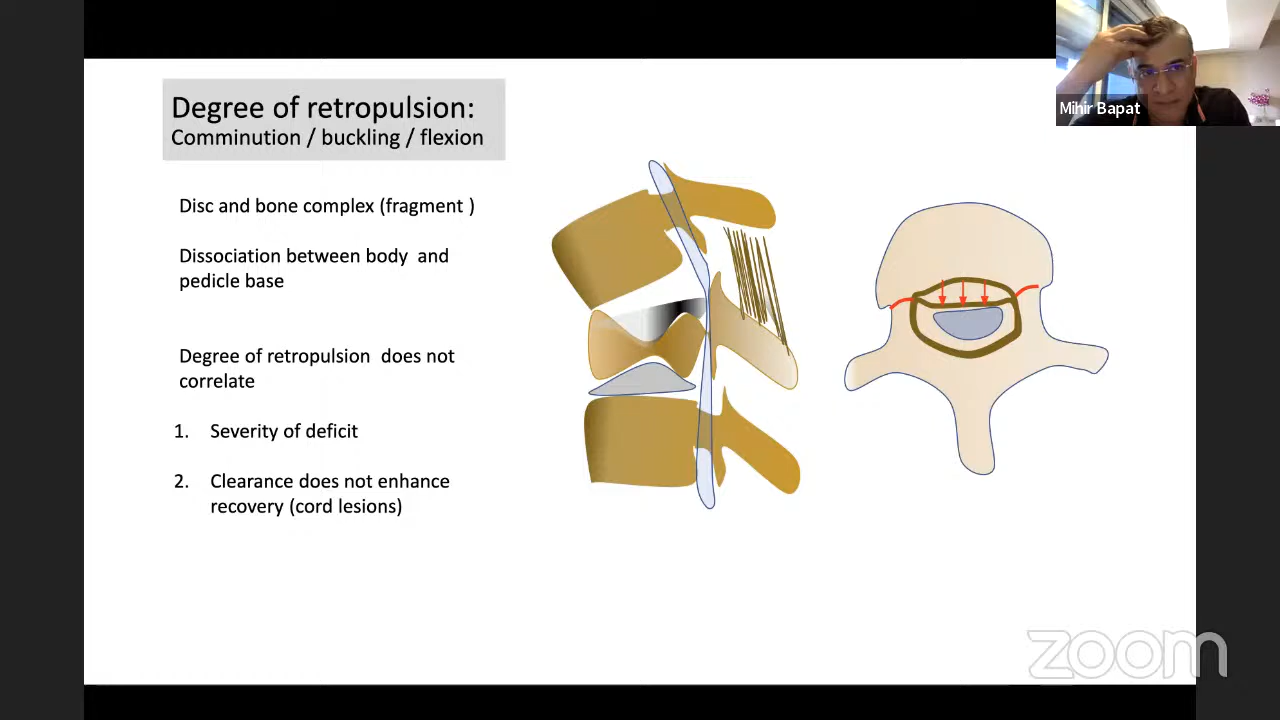 Degree of retropulsion:
Comminution / buckling / flexion
Disc and bone complex (fragment )
Dissociation between body and
pedicle base
Degree of retropulsion does not
correlate
1. Severity of deficit
2. Clearance does not enhance
recovery (cord lesions)
Mihir Bapat
zoom